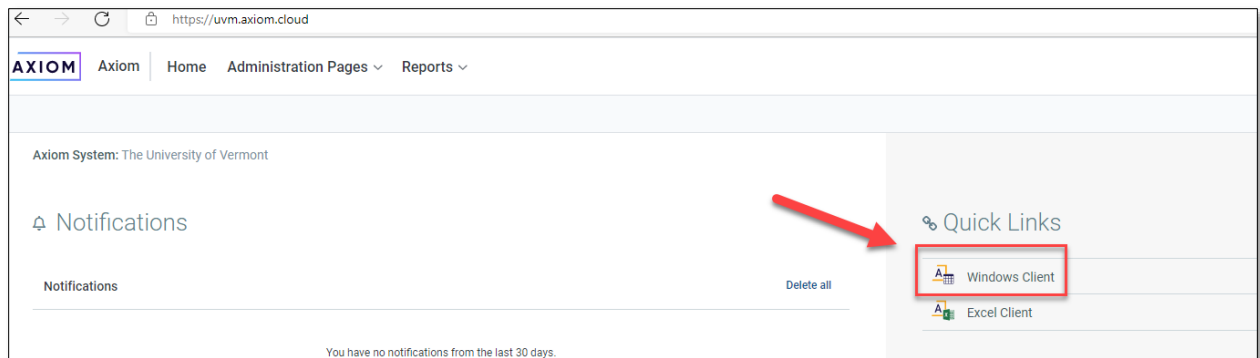 https://uvm.axiom.cloud
AXIOM Axiom Home Administration Pages Reports
Axiom System: The University of Vermont
Notifications
Quick Links
Notifications Delete all
Windows Client
Excel Client
You have no notifications from the last 30 days.